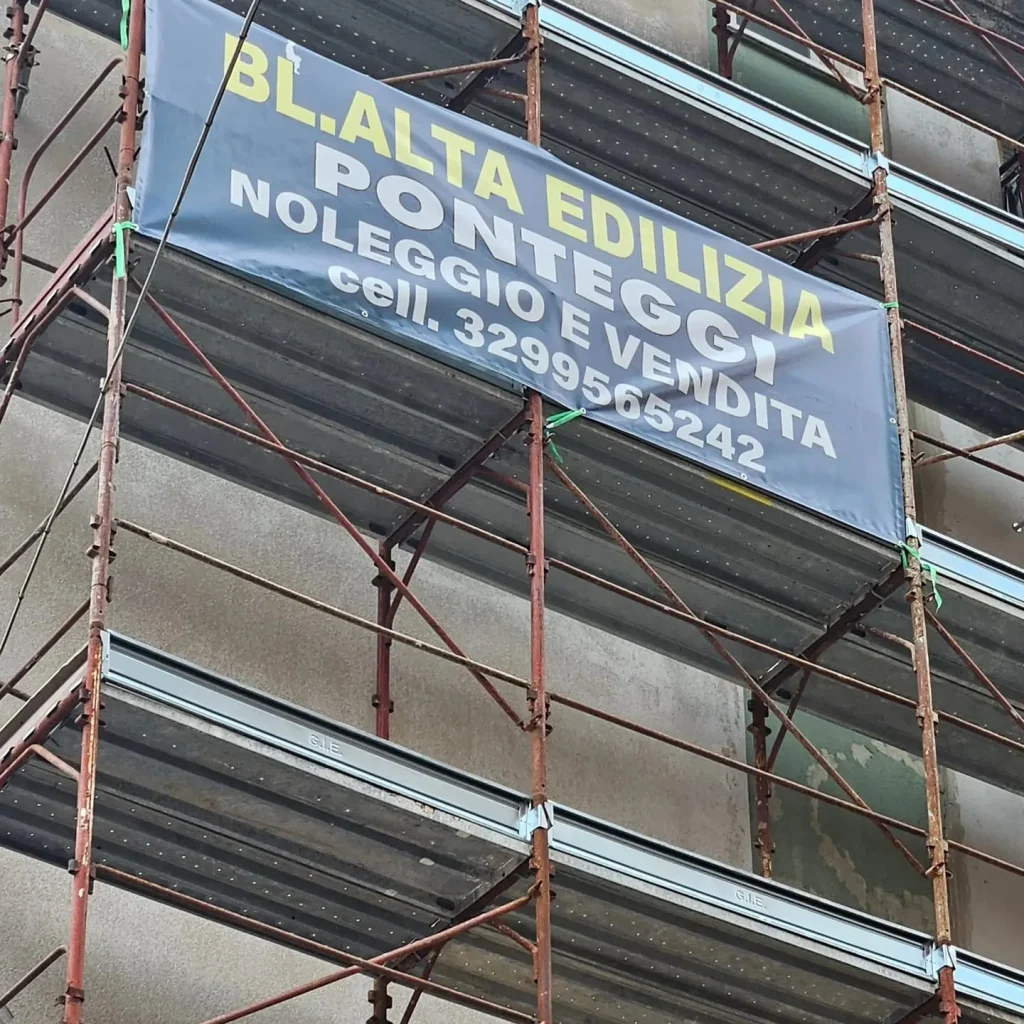 BL.ALTA EDILIZIA
PONTEGGI
NOLEGGIO E VENDITA
cell. 3299565242
G.I.E.
G.I.E.